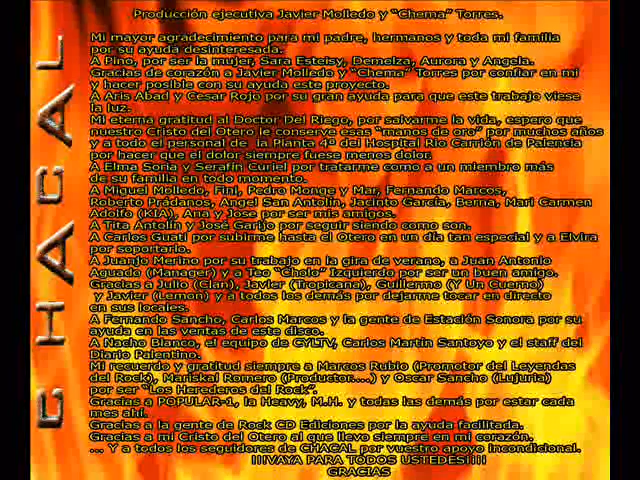 Producción ejecutiva Javier Molledo y "Chema" Torres.
CHACAL
Mi mayor agradecimiento para mi padre, hermanos y toda mi familia
por su ayuda desinteresada.
A Pino, por ser la mujer, Sara Esteisy, Demelza, Aurora y Angela.
Gracias de corazón a Javier Molledo y "Chema" Torres por confiar en mi
y hacer posible con su ayuda este proyecto.
A Aris Abad y Cesar Rojo por su gran ayuda para que este trabajo viese
la luz.
Mi eterna gratitud al Doctor Del Riego, por salvarme la vida, espero que
nuestro Cristo del Otero le conserve esas "manos de oro" por muchos años
y a todo el personal de la Planta 4º del Hospital Rio Carrión de Palencia
por hacer que el dolor siempre fuese menos dolor.
A Elma Soria y Serafín Curiel por tratarme como a un miembro más
de su familia en todo momento.
A Miguel Molledo, Fini, Pedro Monge y Mar, Fernando Marcos,
Roberto Prádanos, Angel San Antolín, Jacinto García, Berna, Mari Carmen
Adolfo (KIA), Ana y Jose por ser mis amigos.
A Tita Antolín y José Garijo por seguir siendo como son.
A Carlos Guati por subirme hasta el Otero en un día tan especial y a Elvira
por soportarlo.
A Juanjo Merino por su trabajo en la gira de verano, a Juan Antonio
Aguado (Manager) y a Teo "Cholo" Izquierdo por ser un buen amigo.
Gracias a Julio (Clan), Javier (Tropicana), Guillermo (Y Un Cuerno)
y Javier (Lemon) y a todos los demás por dejarme tocar en directo
en sus locales.
A Fernando Sancho, Carlos Marcos y la gente de Estación Sonora por su
ayuda en las ventas de este disco.
A Nacho Blanco, el equipo de CYLTV, Carlos Martin Santoyo y el staff del
Diario Palentino.
Mi recuerdo y gratitud siempre a Marcos Rubio (Promotor del Leyendas
del Rock), Mariskal Romero (Productor....) y Oscar Sancho (Lujuria)
por ser "Los Herederos del Rock".
Gracias a POPULAR-1, la Heavy, M.H. y todas las demás por estar cada
mes ahí.
Gracias a la gente de Rock CD Ediciones por la ayuda facilitada.
Gracias a mi Cristo del Otero al que llevo siempre en mi corazón.
... Y a todos los seguidores de CHACAL por vuestro apoyo incondicional.
!!!VAYA PARA TODOS USTEDES!!!
GRACIAS